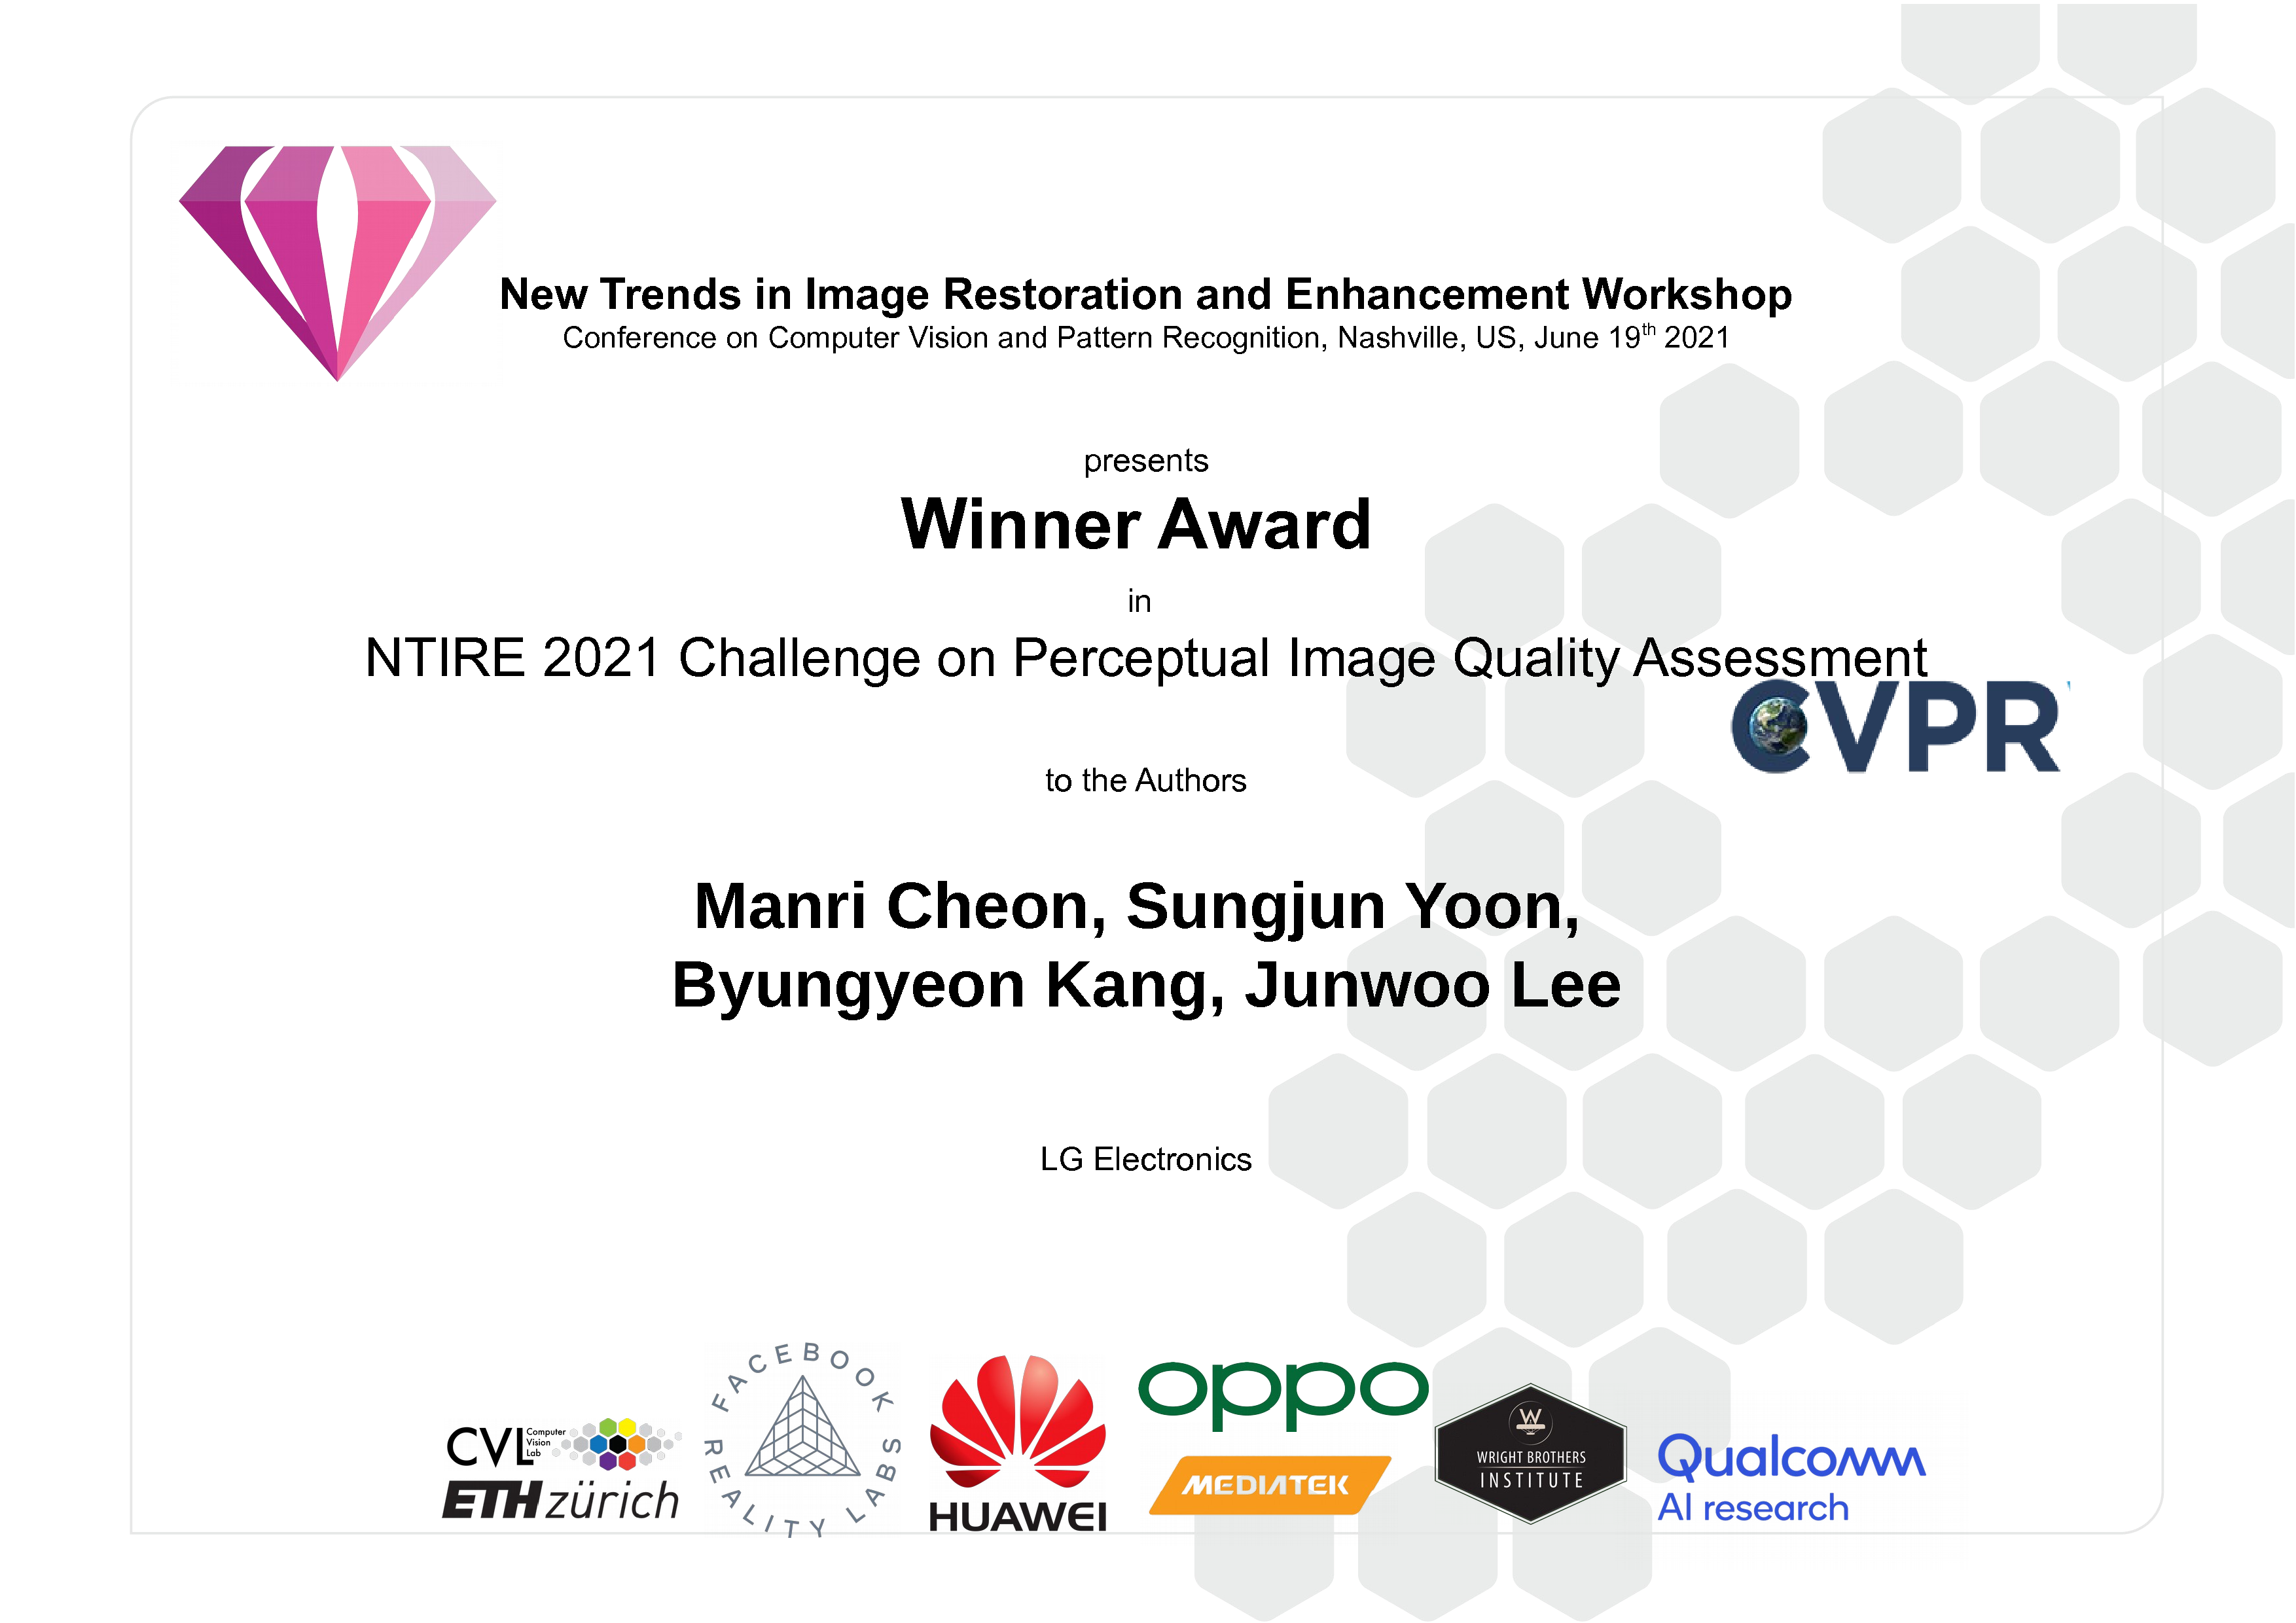 New Trends in Image Restoration and Enhancement Workshop
Conference on Computer Vision and Pattern Recognition, Nashville, US, June 19th 2021
presents
Winner Award
in
NTIRE 2021 Challenge on Perceptual Image Quality Assessment
CVPR
to the Authors
Manri Cheon, Sungjun Yoon,
Byungyeon Kang, Junwoo Lee
LG Electronics
CVL Computer
Vision
Lab
ETH zürich
FACEBOOK
REALITY LABS
HUAWEI
oppo
MEDIATEK
W
WRIGHT BROTHERS
INSTITUTE
Qualcomm
AI research